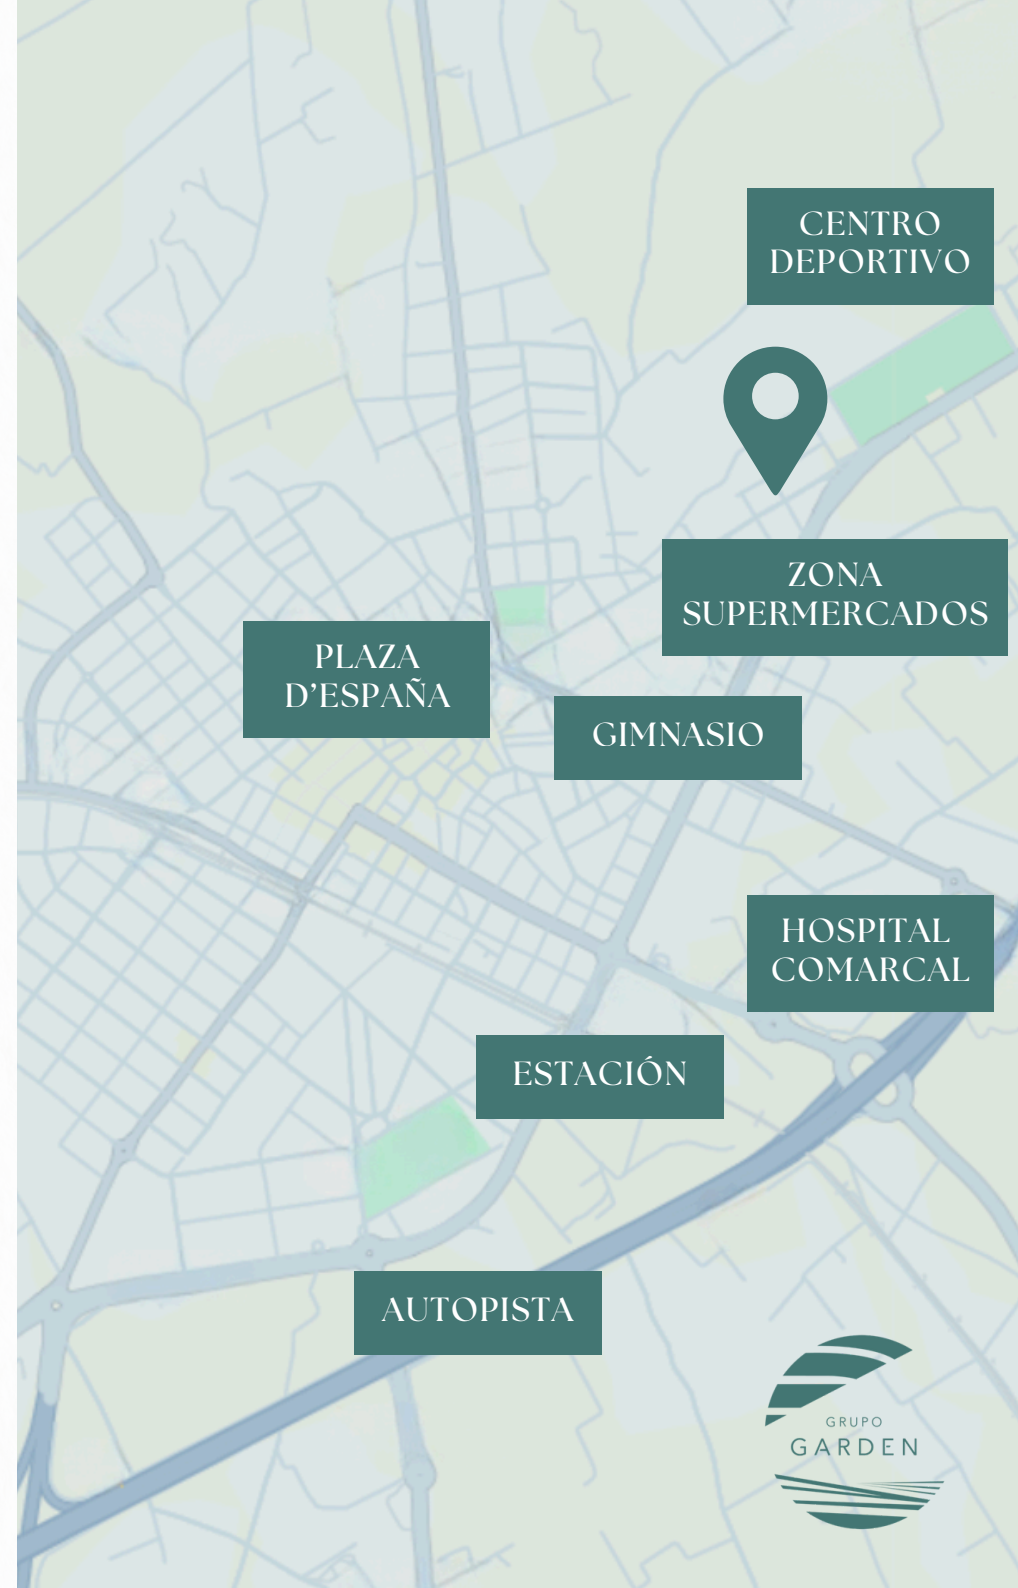 CENTRO
DEPORTIVO
ZONA
SUPERMERCADOS
PLAZA
D’ESPAÑA
GIMNASIO
HOSPITAL
COMARCAL
ESTACIÓN
AUTOPISTA
GRUPO
GARDEN